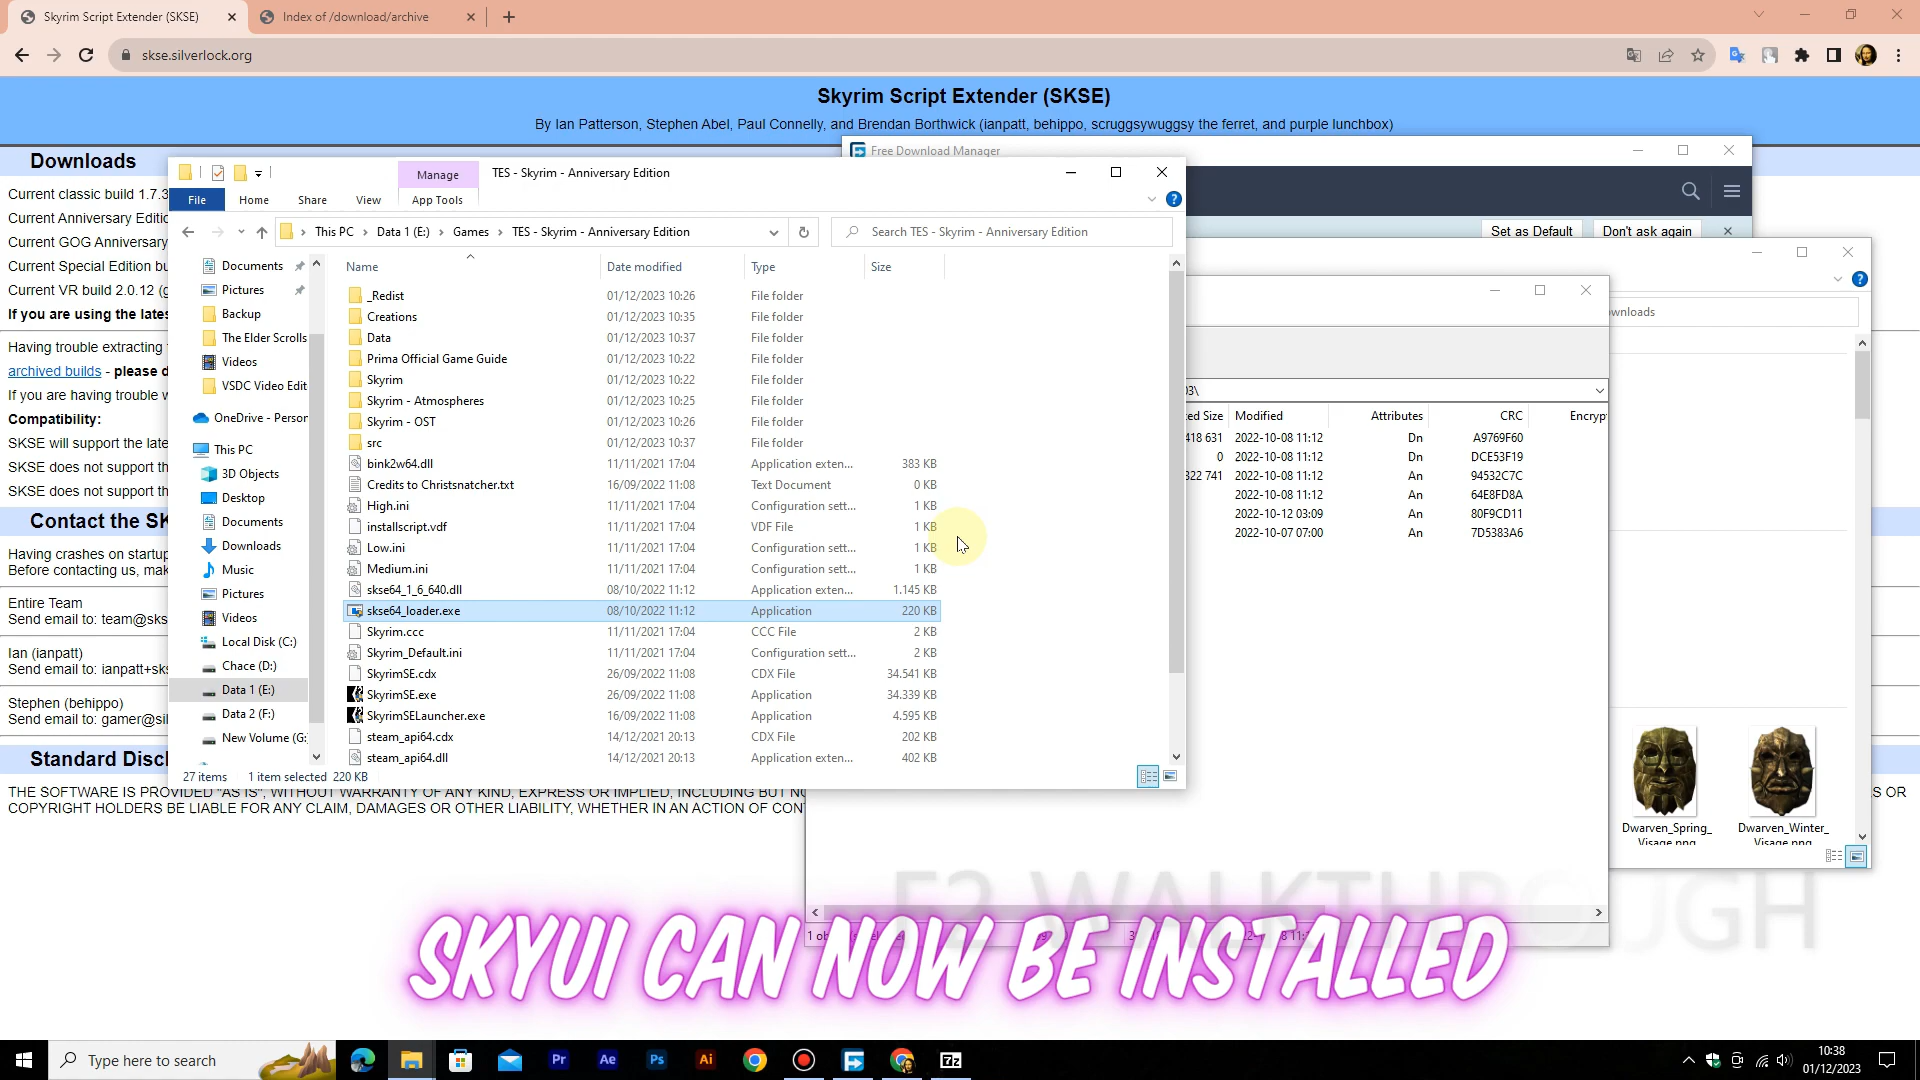 Skyrim Script Extender (SKSE)
Index of /download/archive
skse.silverlock.org
Skyrim Script Extender (SKSE)
By Ian Patterson, Stephen Abel, Paul Connelly, and Brendan Borthwick (ianpatt, behippo, scruggsywuggsy the ferret, and purple lunchbox)
Downloads
Current classic build 1.7.3
Current Anniversary Editio
Current GOG Anniversary
Current Special Edition bu
Current VR build 2.0.12 (g
If you are using the lates
Having trouble extracting
archived builds - please d
If you are having trouble w
Compatibility:
SKSE will support the late
SKSE does not support th
SKSE does not support th
Contact the SK
Having crashes on startup
Before contacting us, mak
Entire Team
Send email to: team@sks
Ian (ianpatt)
Send email to: ianpatt+sks
Stephen (behippo)
Send email to: gamer@sil
Standard Discl
THE SOFTWARE IS PROVIDED "AS IS", WITHOUT WARRANTY OF ANY KIND, EXPRESS OR IMPLIED, INCLUDING BUT NO
S OR
COPYRIGHT HOLDERS BE LIABLE FOR ANY CLAIM, DAMAGES OR OTHER LIABILITY, WHETHER IN AN ACTION OF CON
Free Download Manager
Set as Default Don't ask again
Manage TES - Skyrim - Anniversary Edition
File Home Share View App Tools
This PC Data 1 (E:) Games TES - Skyrim - Anniversary Edition
Search TES - Skyrim - Anniversary Edition
Documents
Pictures
Backup
The Elder Scrolls
Videos
VSDC Video Edit
OneDrive - Person
This PC
3D Objects
Desktop
Documents
Downloads
Music
Pictures
Videos
Local Disk (C:)
Chace (D:)
Data 1 (E:)
Data 2 (F:)
New Volume (G:
Name Date modified Type Size
_Redist 01/12/2023 10:26 File folder
Creations 01/12/2023 10:35 File folder
Data 01/12/2023 10:37 File folder
Prima Official Game Guide 01/12/2023 10:22 File folder
Skyrim 01/12/2023 10:22 File folder
Skyrim - Atmospheres 01/12/2023 10:25 File folder
Skyrim - OST 01/12/2023 10:26 File folder
src 01/12/2023 10:37 File folder
bink2w64.dll 11/11/2021 17:04 Application exten... 383 KB
Credits to Christsnatcher.txt 16/09/2022 11:08 Text Document 0 KB
High.ini 11/11/2021 17:04 Configuration sett... 1 KB
installscript.vdf 11/11/2021 17:04 VDF File 1 KB
Low.ini 11/11/2021 17:04 Configuration sett... 1 KB
Medium.ini 11/11/2021 17:04 Configuration sett... 1 KB
skse64_1_6_640.dll 08/10/2022 11:12 Application exten... 1.145 KB
skse64_loader.exe 08/10/2022 11:12 Application 220 KB
Skyrim.ccc 11/11/2021 17:04 CCC File 2 KB
Skyrim_Default.ini 11/11/2021 17:04 Configuration sett... 2 KB
SkyrimSE.cdx 26/09/2022 11:08 CDX File 34.541 KB
SkyrimSE.exe 26/09/2022 11:08 Application 34.339 KB
SkyrimSELauncher.exe 16/09/2022 11:08 Application 4.595 KB
steam_api64.cdx 14/12/2021 20:13 CDX File 202 KB
steam_api64.dll 14/12/2021 20:13 Application exten... 402 KB
27 items 1 item selected 220 KB
03\
ed Size Modified Attributes CRC Encryp
418 631 2022-10-08 11:12 Dn A9769F60
0 2022-10-08 11:12 Dn DCE53F19
322 741 2022-10-08 11:12 An 94532C7C
2022-10-08 11:12 An 64E8FD8A
2022-10-12 03:09 An 80F9CD11
2022-10-07 07:00 An 7D5383A6
wnloads
Dwarven_Spring_
Visage.png
Dwarven_Winter_
Visage.png
F2 WALKTHROUGH
SKYUI CAN NOW BE INSTALLED
Type here to search
Pr
Ae
Ps
Ai
7z
10:38
01/12/2023